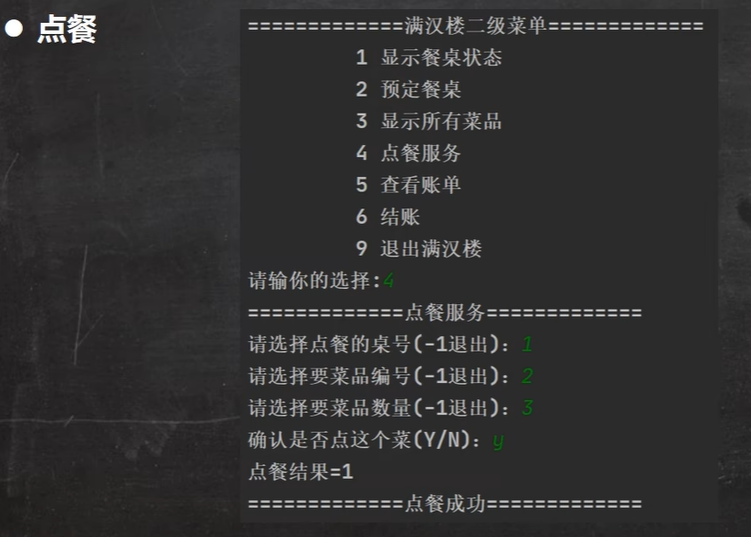 ● 点餐
=============满汉楼二级菜单=============
1 显示餐桌状态
2 预定餐桌
3 显示所有菜品
4 点餐服务
5 查看账单
6 结账
9 退出满汉楼
请输你的选择:4
=============点餐服务=============
请选择点餐的桌号(-1退出): 1
请选择要菜品编号(-1退出): 2
请选择要菜品数量(-1退出): 3
确认是否点这个菜(Y/N): y
点餐结果=1
=============点餐成功=============